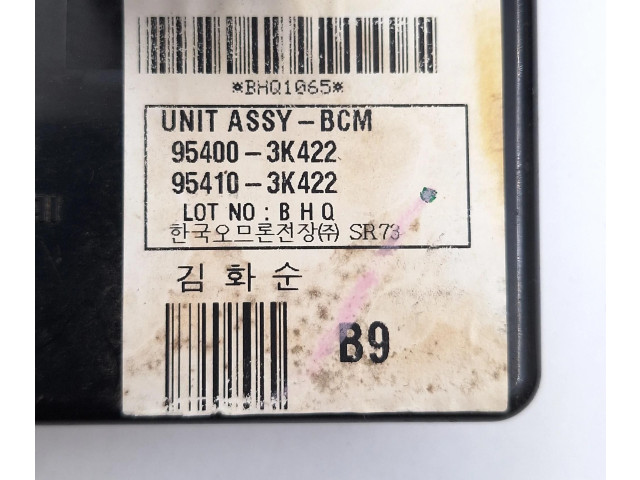 *BHQ1065*
UNIT ASSY-BCM
95400-3K422
95410-3K422
LOT NO : B H Q
한국오므론전장㈜ SR73
김 화 순
B9